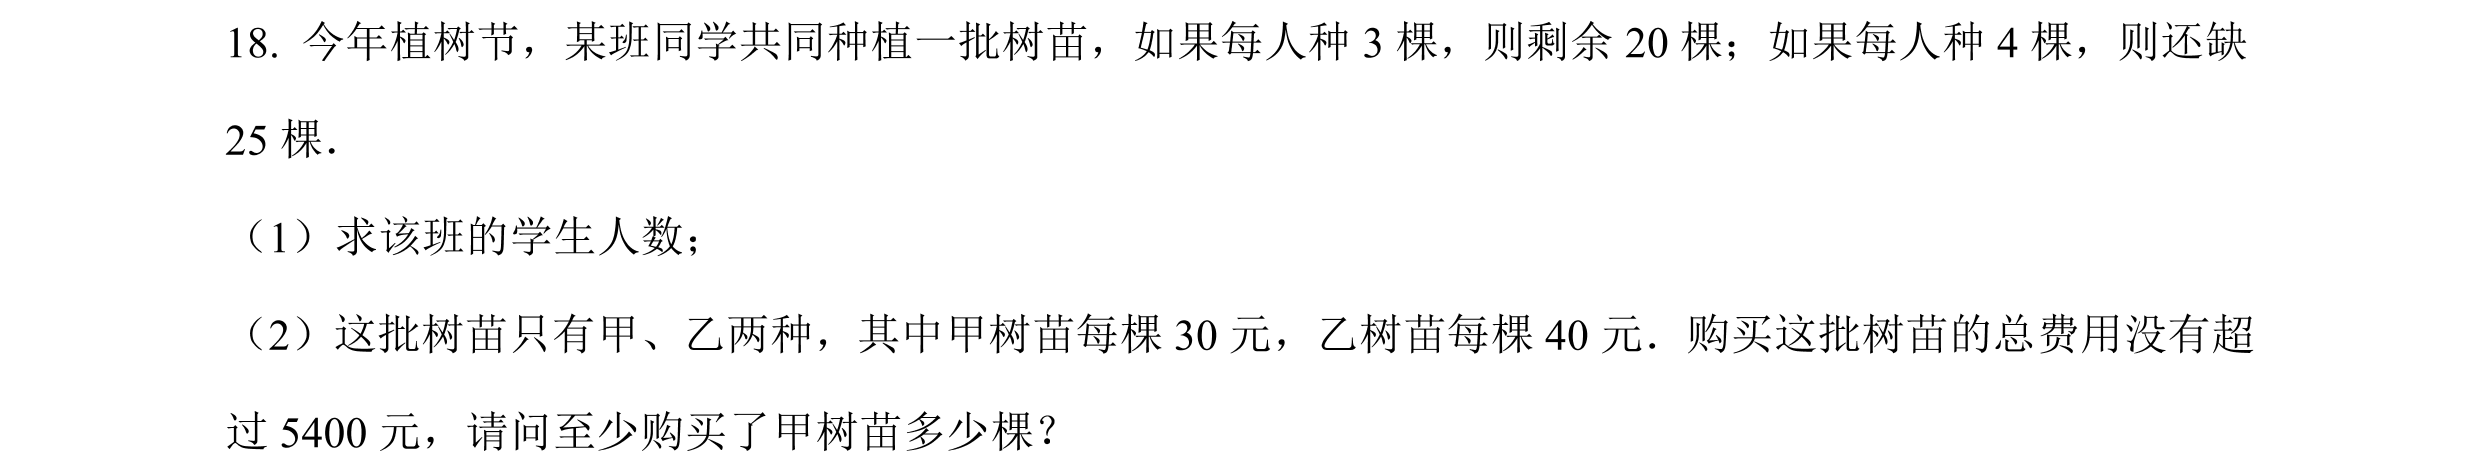 18. 今年植树节，某班同学共同种植一批树苗，如果每人种 3 棵，则剩余 20 棵；如果每人种 4 棵，则还缺
25 棵．
（1）求该班的学生人数；
（2）这批树苗只有甲、乙两种，其中甲树苗每棵 30 元，乙树苗每棵 40 元．购买这批树苗的总费用没有超
过 5400 元，请问至少购买了甲树苗多少棵？